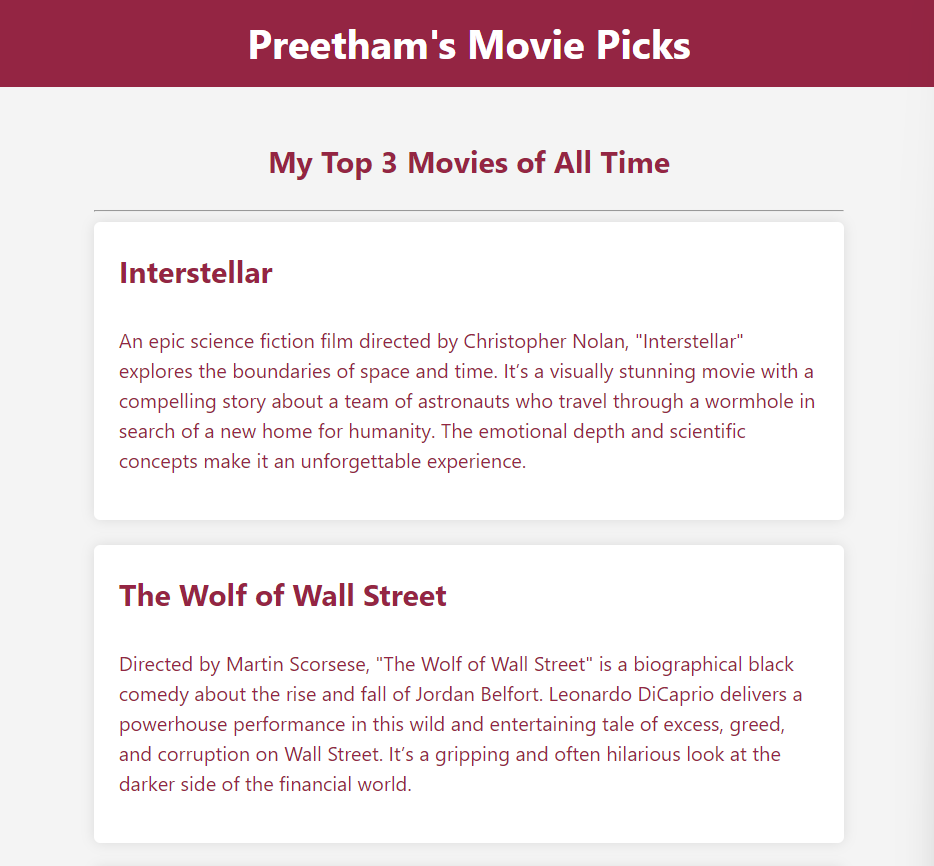 Preetham's Movie Picks
My Top 3 Movies of All Time
Interstellar
An epic science fiction film directed by Christopher Nolan, "Interstellar"
explores the boundaries of space and time. It’s a visually stunning movie with a
compelling story about a team of astronauts who travel through a wormhole in
search of a new home for humanity. The emotional depth and scientific
concepts make it an unforgettable experience.
The Wolf of Wall Street
Directed by Martin Scorsese, "The Wolf of Wall Street" is a biographical black
comedy about the rise and fall of Jordan Belfort. Leonardo DiCaprio delivers a
powerhouse performance in this wild and entertaining tale of excess, greed,
and corruption on Wall Street. It’s a gripping and often hilarious look at the
darker side of the financial world.